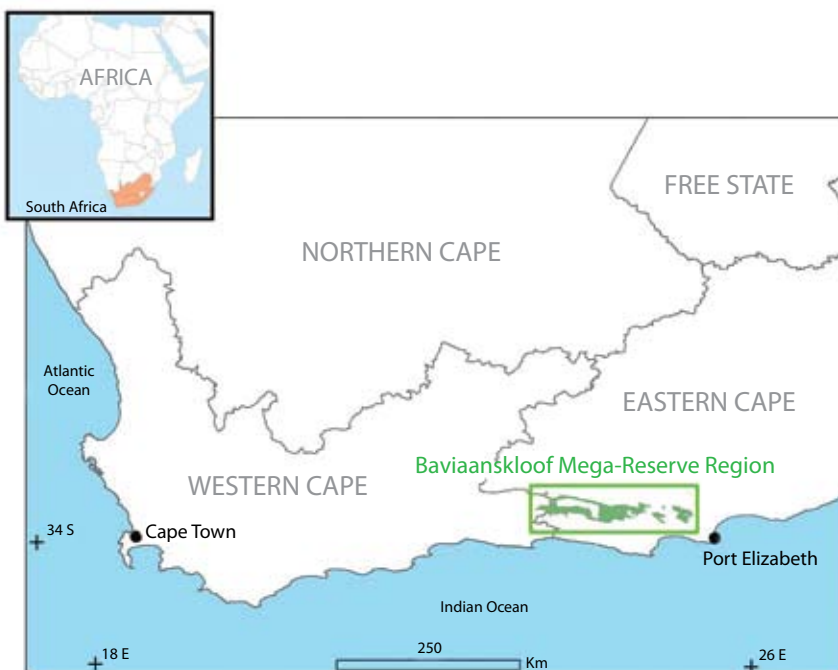 AFRICA
South Africa
FREE STATE
NORTHERN CAPE
Atlantic
Ocean
EASTERN CAPE
Baviaanskloof Mega-Reserve Region
WESTERN CAPE
34 S
Cape Town
Port Elizabeth
Indian Ocean
18 E
250
Km
26 E